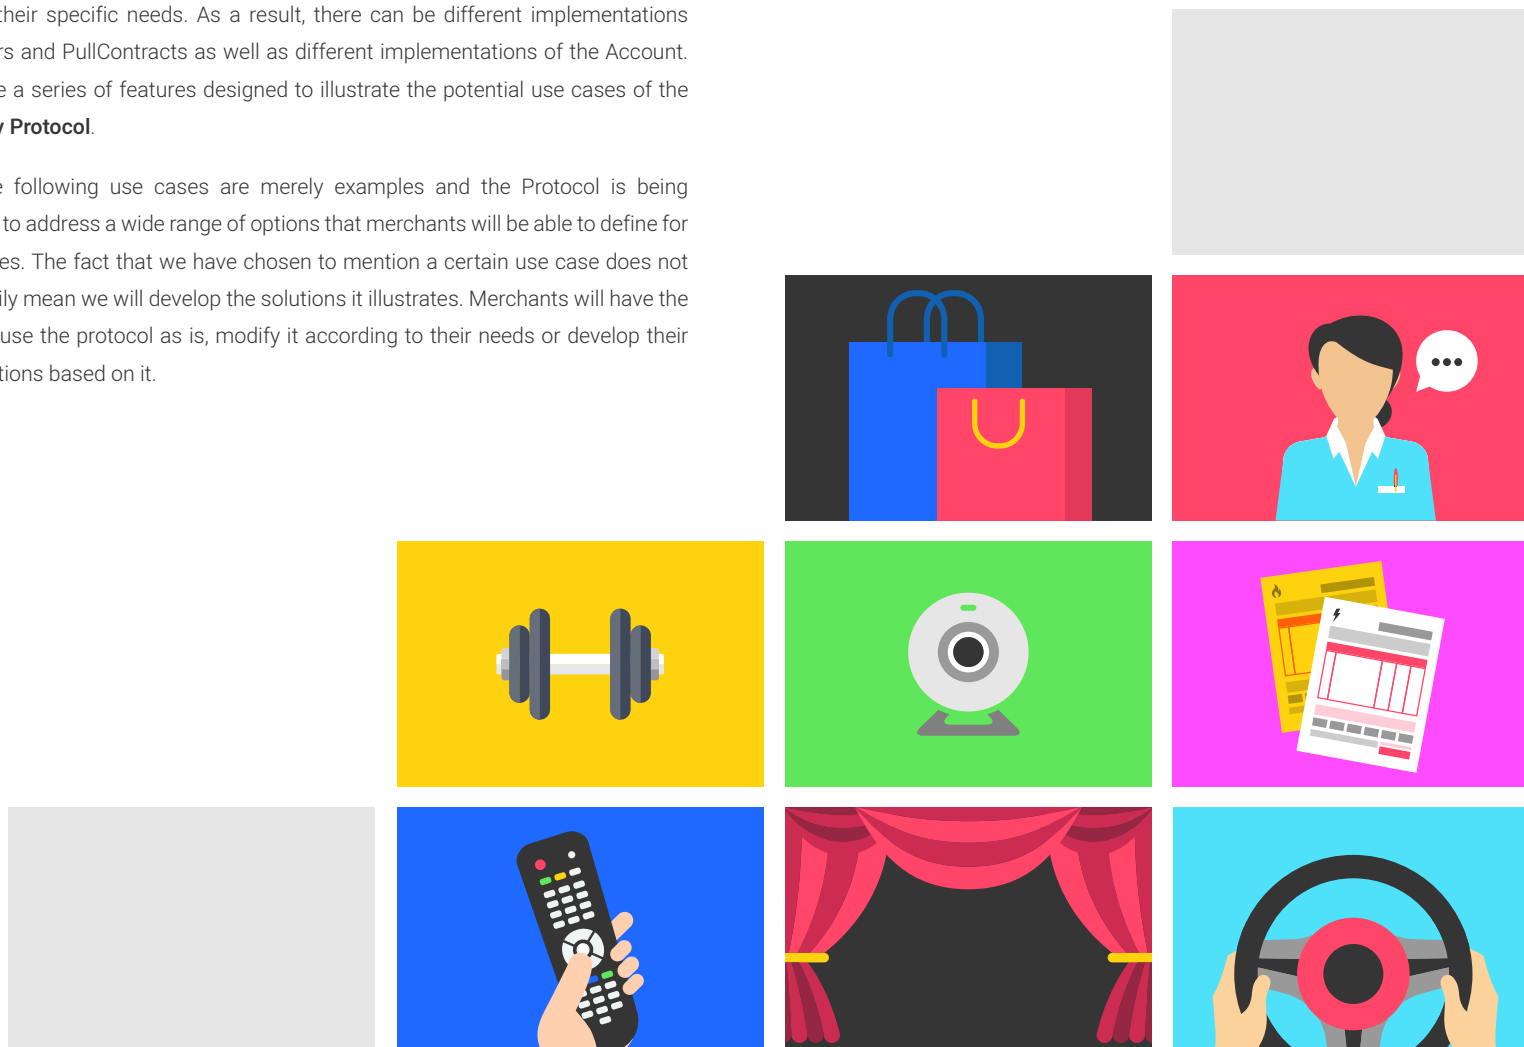 their specific needs. As a result, there can be different implementations
and PullContracts as well as different implementations of the Account.
a series of features designed to illustrate the potential use cases of the
Protocol.
following use cases are merely examples and the Protocol is being
to address a wide range of options that merchants will be able to define for
The fact that we have chosen to mention a certain use case does not
mean we will develop the solutions it illustrates. Merchants will have the
use the protocol as is, modify it according to their needs or develop their
based on it.